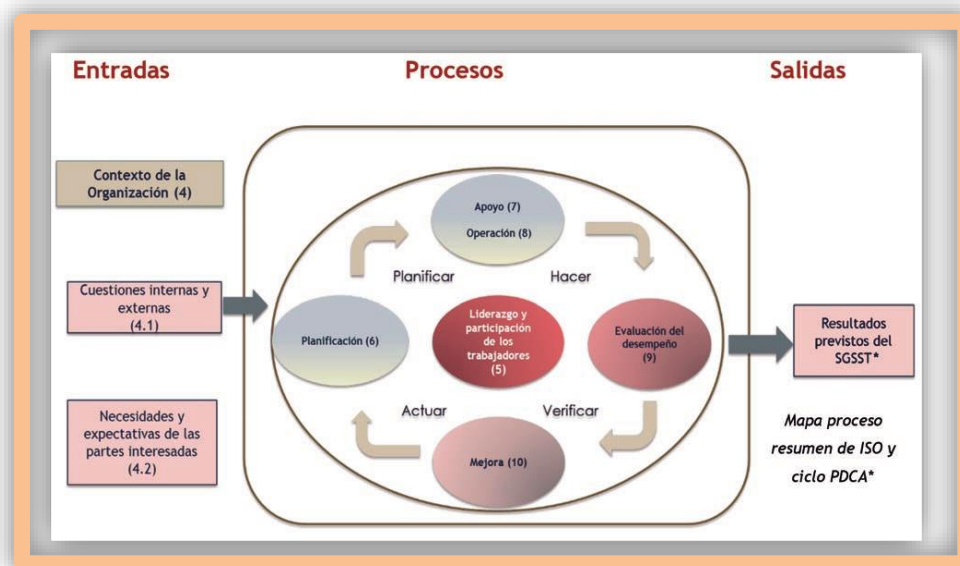 Entradas
Procesos
Salidas
Contexto de la
Organización (4)
Cuestiones internas y
externas
(4.1)
Necesidades y
expectativas de las
partes interesadas
(4.2)
Apoyo (7)
Operación (8)
Planificar
Hacer
Planificación (6)
Liderazgo y
participación
de los
trabajadores
(5)
Evaluación del
desempeño
(9)
Actuar
Verificar
Mejora (10)
Resultados
previstos del
SGSST*
Mapa proceso
resumen de ISO y
ciclo PDCA*